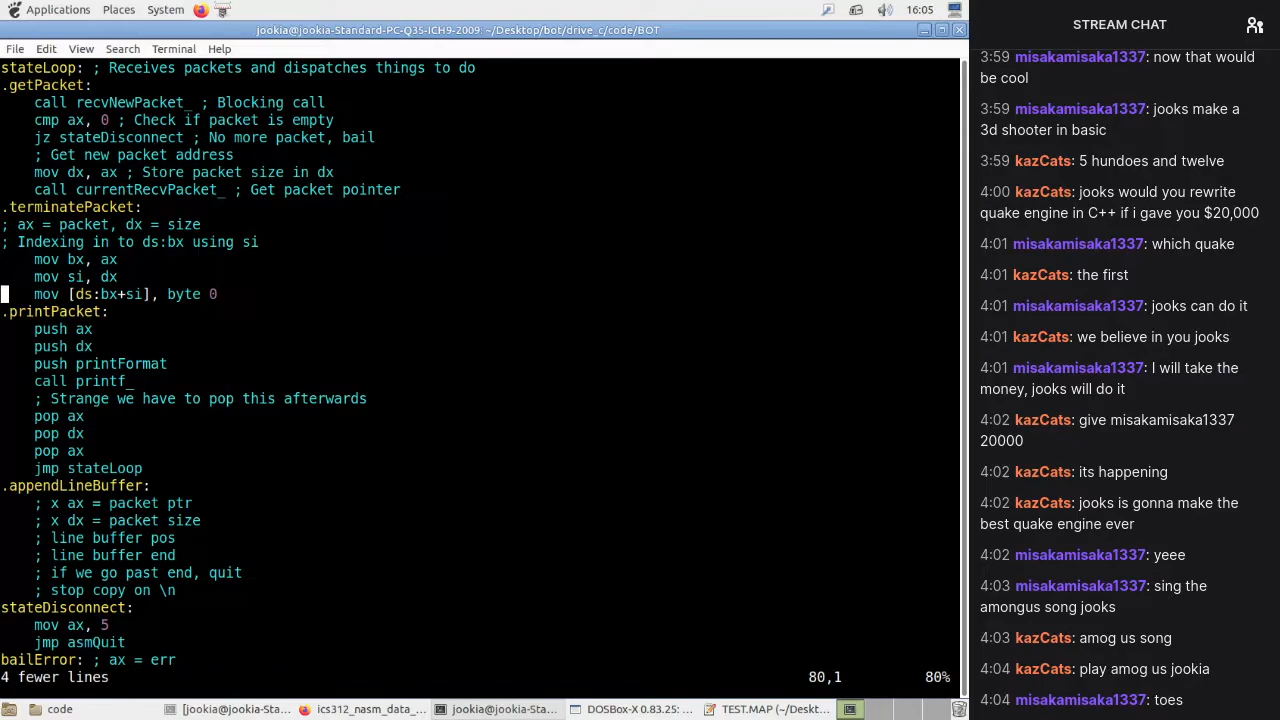 Applications Places System 16:05
jookia@jookia-Standard-PC-Q35-ICH9-2009: ~/Desktop/bot/drive_c/code/BOT
File Edit View Search Terminal Help
stateLoop: ; Receives packets and dispatches things to do
.getPacket:
call recvNewPacket_ ; Blocking call
cmp ax, 0 ; Check if packet is empty
jz stateDisconnect ; No more packet, bail
; Get new packet address
mov dx, ax ; Store packet size in dx
call currentRecvPacket_ ; Get packet pointer
.terminatePacket:
; ax = packet, dx = size
; Indexing in to ds:bx using si
mov bx, ax
mov si, dx
mov [ds:bx+si], byte 0
.printPacket:
push ax
push dx
push printFormat
call printf_
; Strange we have to pop this afterwards
pop ax
pop dx
pop ax
jmp stateLoop
.appendLineBuffer:
; x ax = packet ptr
; x dx = packet size
; line buffer pos
; line buffer end
; if we go past end, quit
; stop copy on \n
stateDisconnect:
mov ax, 5
jmp asmQuit
bailError: ; ax = err
4 fewer lines 80,1 80%
code [jookia@jookia-Sta... ics312_nasm_data_... jookia@jookia-Sta... DOSBox-X 0.83.25: ... TEST.MAP (~/Deskt...
STREAM CHAT
3:59 misakamisaka1337: now that would
be cool
3:59 misakamisaka1337: jooks make a
3d shooter in basic
3:59 kazCats: 5 hundoes and twelve
4:00 kazCats: jooks would you rewrite
quake engine in C++ if i gave you $20,000
4:01 misakamisaka1337: which quake
4:01 kazCats: the first
4:01 misakamisaka1337: jooks can do it
4:01 kazCats: we believe in you jooks
4:01 misakamisaka1337: I will take the
money, jooks will do it
4:02 kazCats: give misakamisaka1337
20000
4:02 kazCats: its happening
4:02 kazCats: jooks is gonna make the
best quake engine ever
4:02 misakamisaka1337: yeee
4:03 misakamisaka1337: sing the
amongus song jooks
4:03 kazCats: amog us song
4:04 kazCats: play amog us jookia
4:04 misakamisaka1337: toes